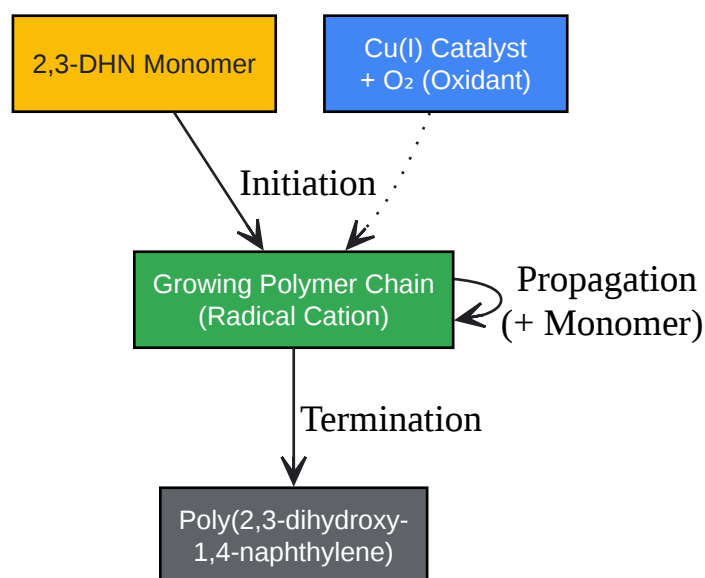 2,3-DHN Monomer
Cu(I) Catalyst
+ O₂ (Oxidant)
Initiation
Growing Polymer Chain
(Radical Cation)
Propagation
(+ Monomer)
Termination
Poly(2,3-dihydroxy-
1,4-naphthylene)